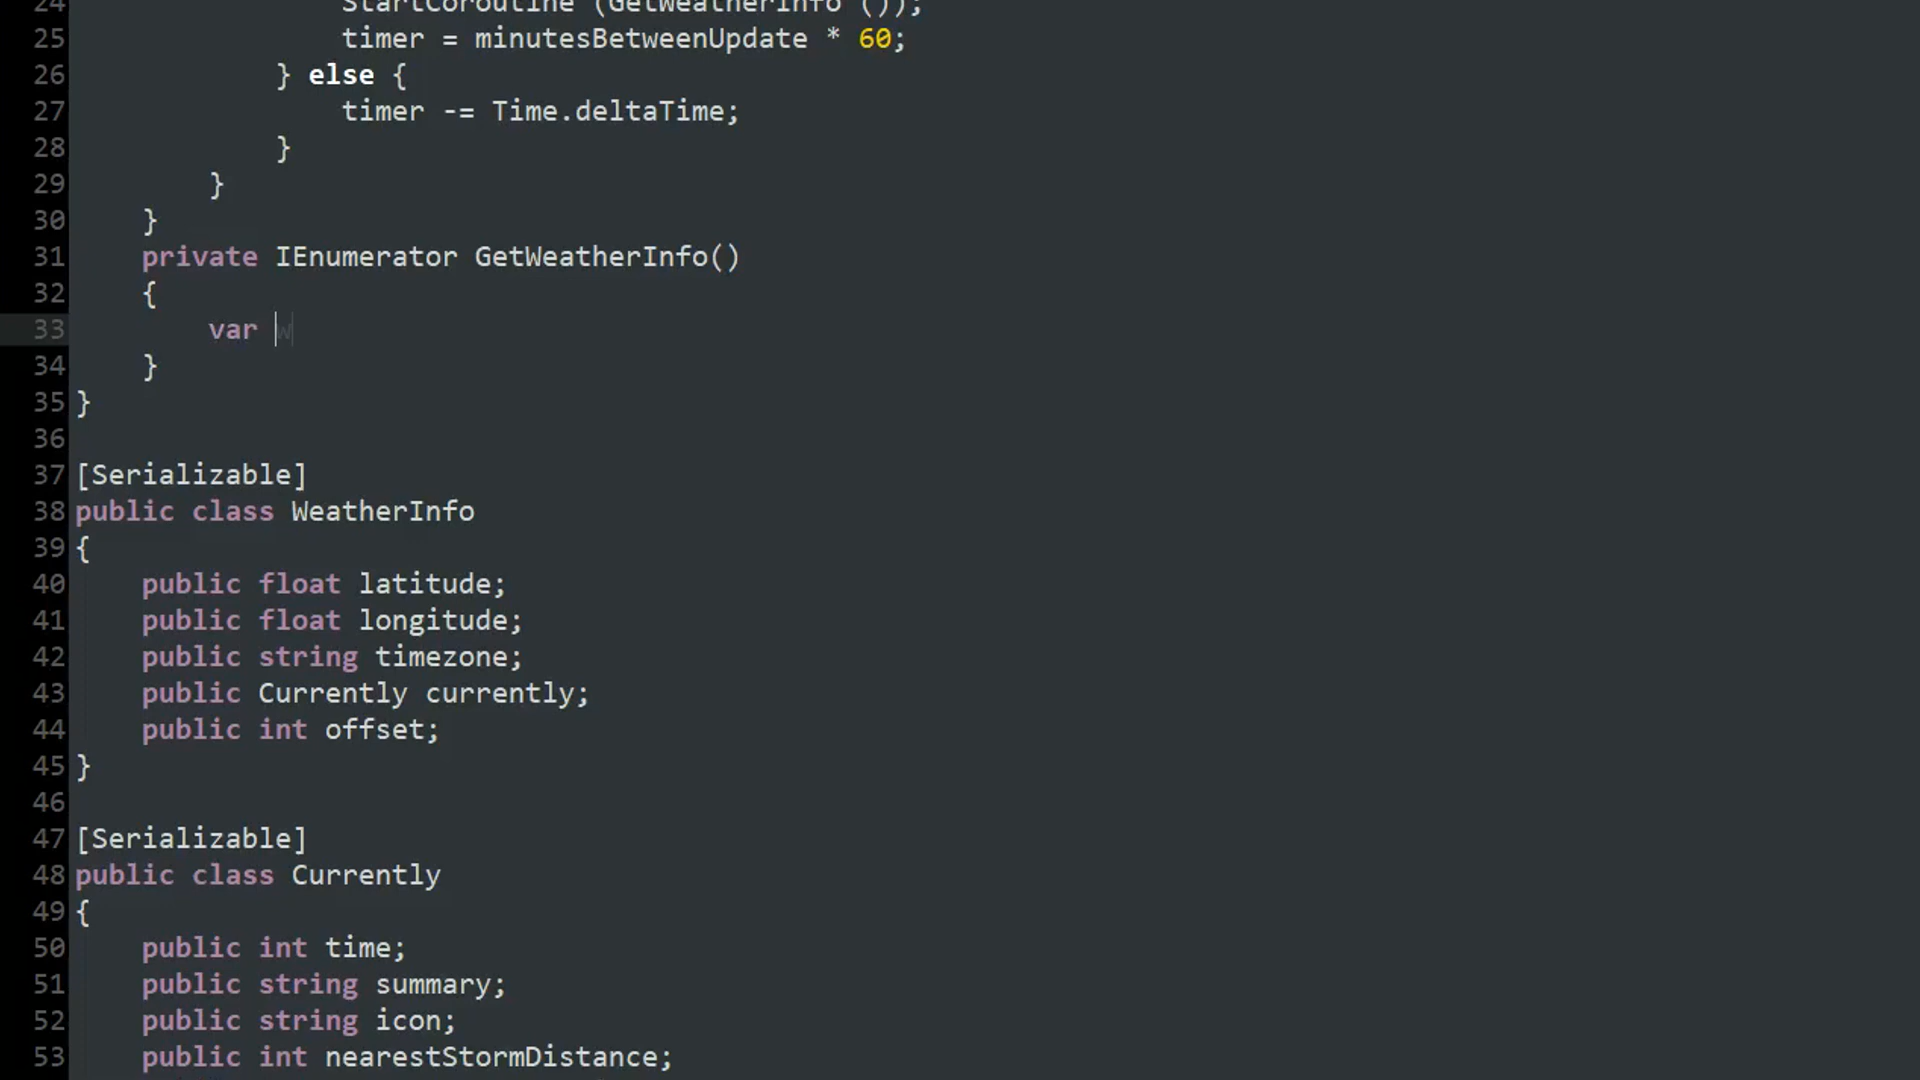 24 StartCoroutine (GetWeatherInfo ());
25 timer = minutesBetweenUpdate * 60;
26 } else {
27 timer -= Time.deltaTime;
28 }
29 }
30 }
31 private IEnumerator GetWeatherInfo()
32 {
33 var w
34 }
35 }
36
37 [Serializable]
38 public class WeatherInfo
39 {
40 public float latitude;
41 public float longitude;
42 public string timezone;
43 public Currently currently;
44 public int offset;
45 }
46
47 [Serializable]
48 public class Currently
49 {
50 public int time;
51 public string summary;
52 public string icon;
53 public int nearestStormDistance;